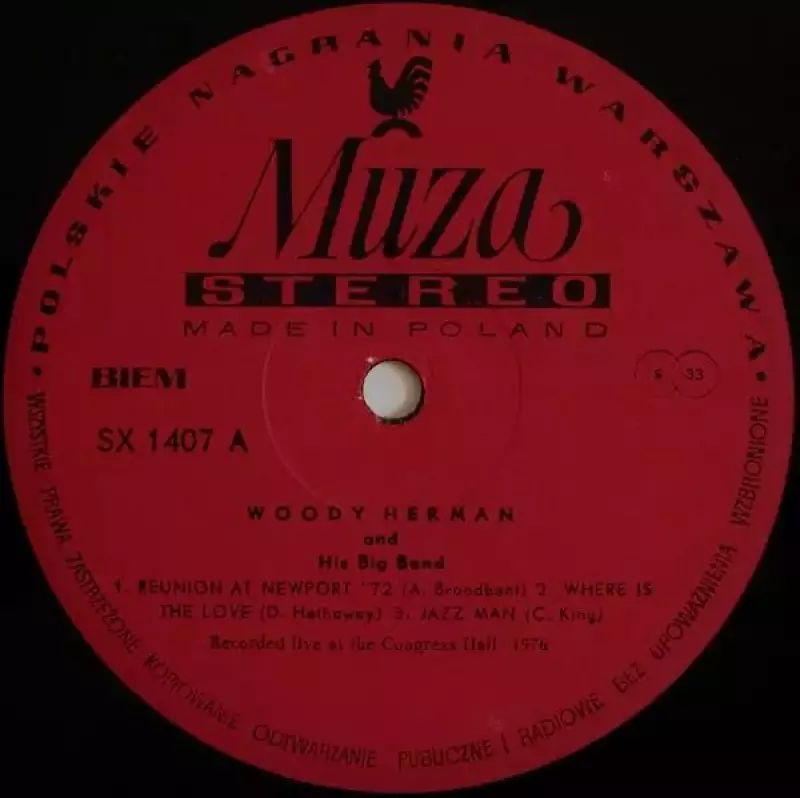 • POLSKIE NAGRANIA WARSZAWA •
Muza
STEREO
MADE IN POLAND
BIEM
S 33
SX 1407 A
WOODY HERMAN
and
His Big Band
1. REUNION AT NEWPORT '72 (A. Broadbant) 2. WHERE IS
THE LOVE (D. Hathaway) 3. JAZZ MAN (C. King)
Recorded live at the Congress Hall 1976
WSZYSTKIE PRAWA ZASTRZEŻONE KOPIOWANIE ODTWARZANIE PUBLICZNE I RADIOWE BEZ UPOWAŻNIENIA WZBRONIONE